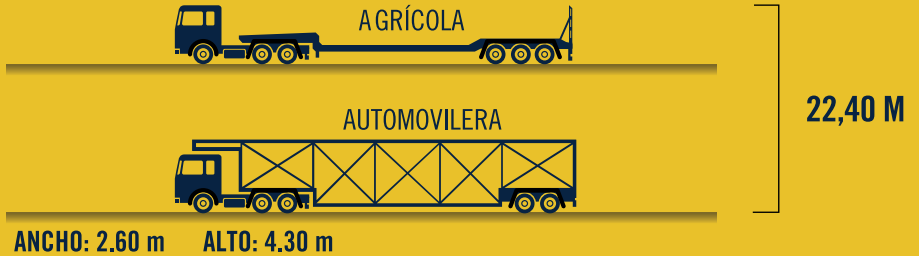 AGRÍCOLA
AUTOMOVILERA
22,40 M
ANCHO: 2.60 m ALTO: 4.30 m